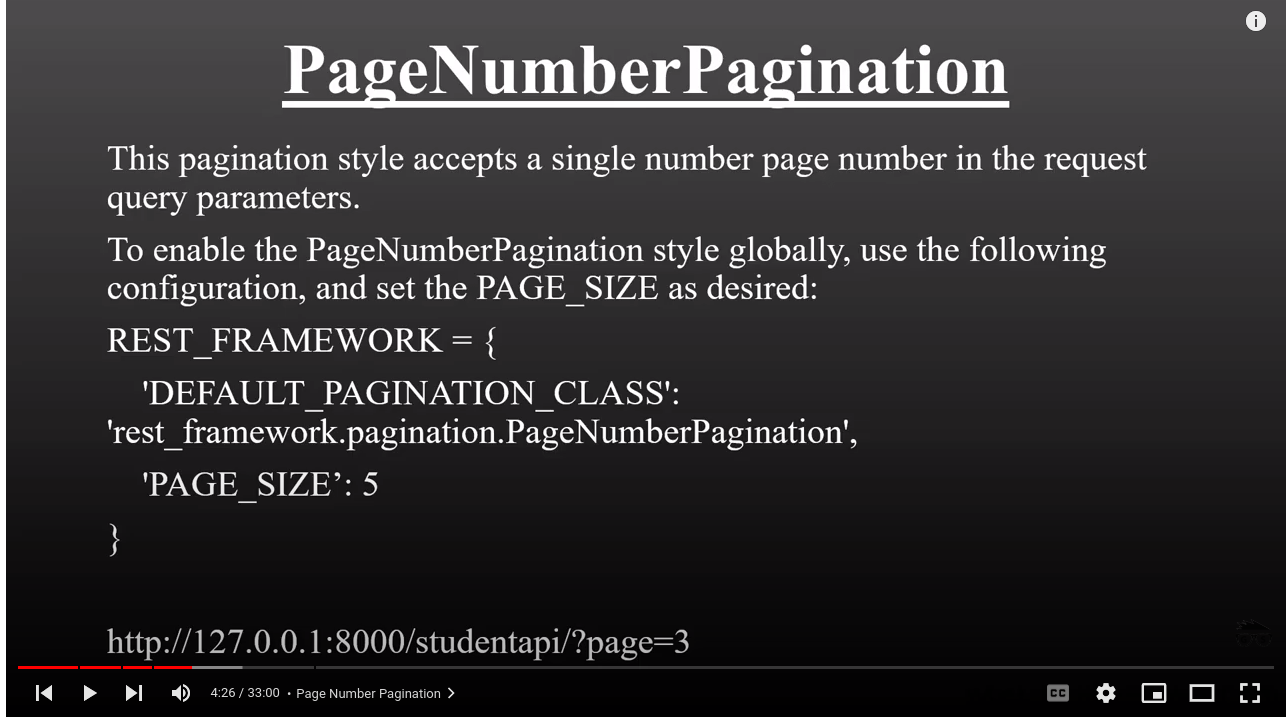 PageNumberPagination
This pagination style accepts a single number page number in the request
query parameters.
To enable the PageNumberPagination style globally, use the following
configuration, and set the PAGE_SIZE as desired:
REST_FRAMEWORK = {
'DEFAULT_PAGINATION_CLASS':
'rest_framework.pagination.PageNumberPagination',
'PAGE_SIZE’: 5
}
http://127.0.0.1:8000/studentapi/?page=3
4:26 / 33:00 • Page Number Pagination
CC